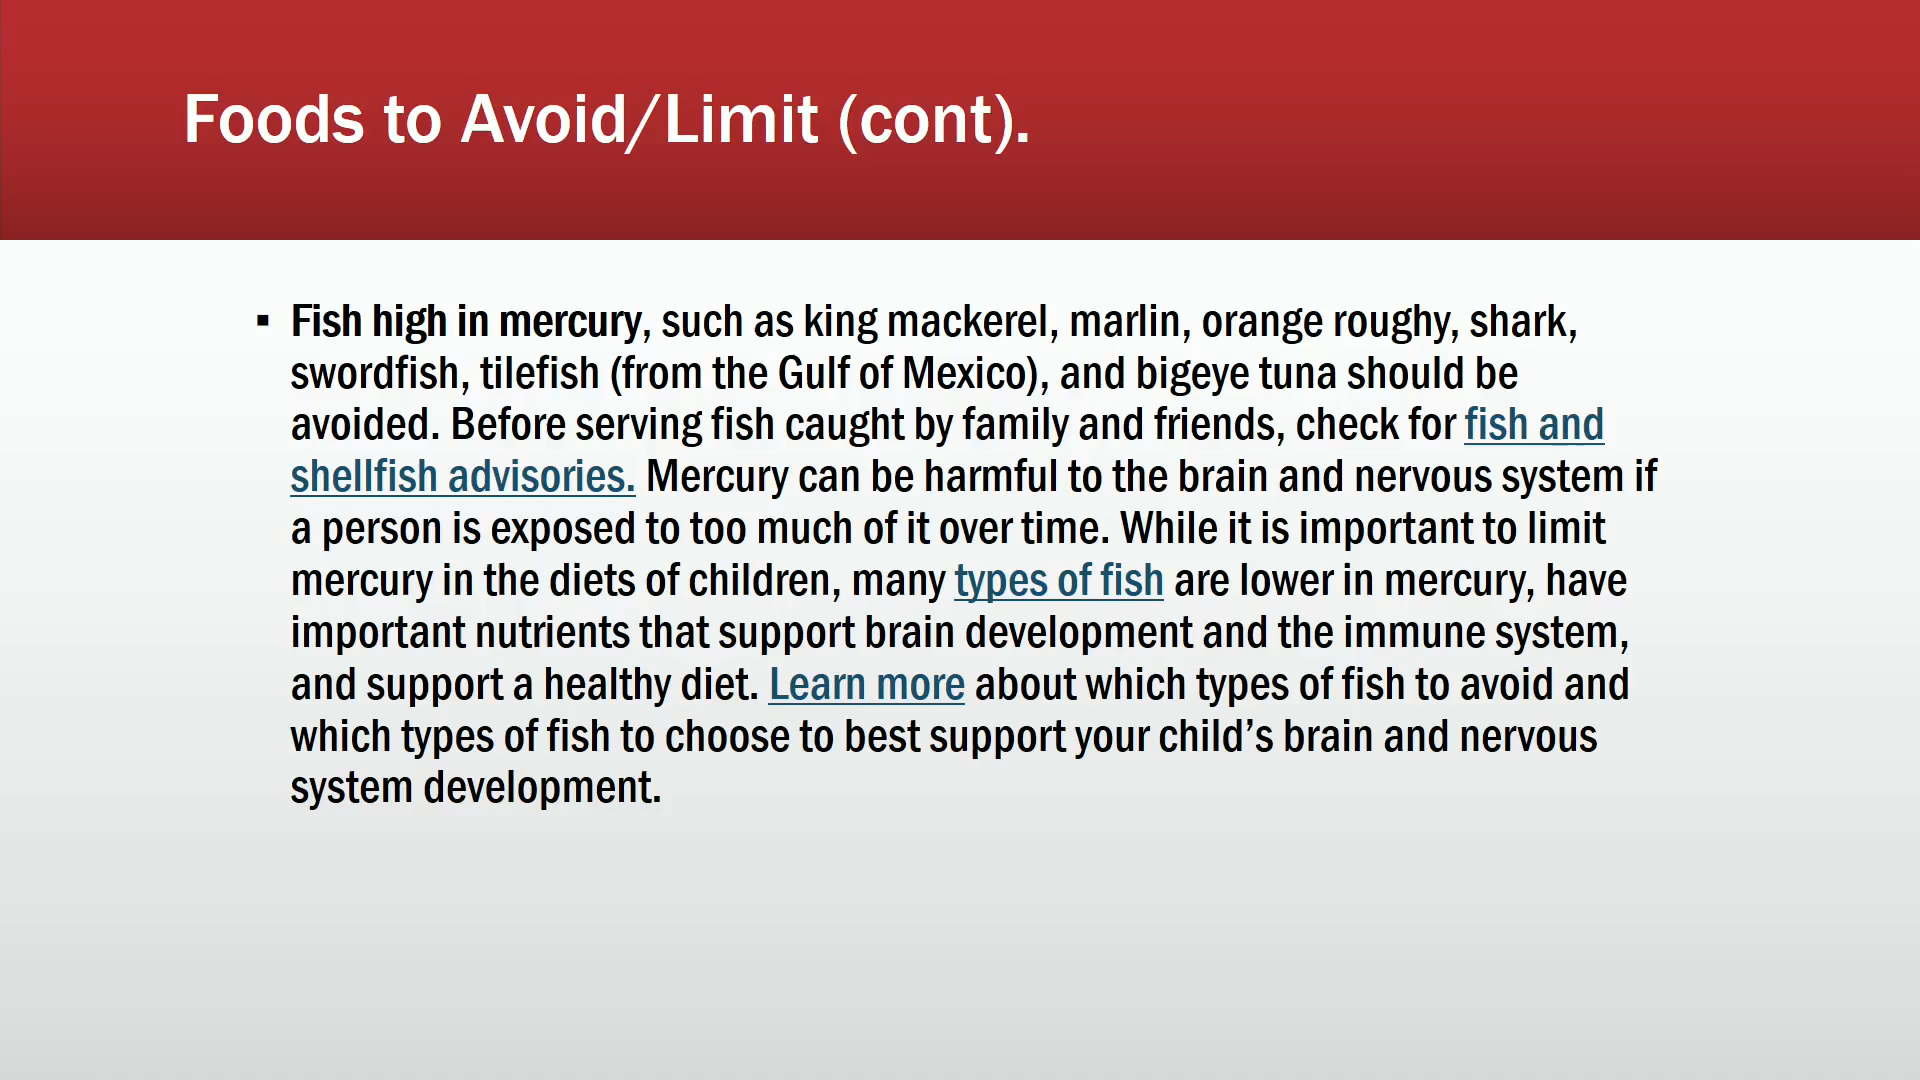 Foods to Avoid/Limit (cont).
▪ Fish high in mercury, such as king mackerel, marlin, orange roughy, shark,
swordfish, tilefish (from the Gulf of Mexico), and bigeye tuna should be
avoided. Before serving fish caught by family and friends, check for fish and
shellfish advisories. Mercury can be harmful to the brain and nervous system if
a person is exposed to too much of it over time. While it is important to limit
mercury in the diets of children, many types of fish are lower in mercury, have
important nutrients that support brain development and the immune system,
and support a healthy diet. Learn more about which types of fish to avoid and
which types of fish to choose to best support your child’s brain and nervous
system development.